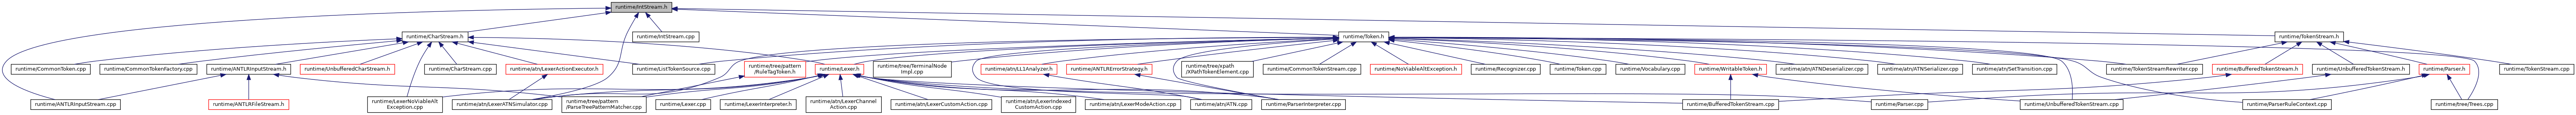 runtime/IntStream.h
runtime/CharStream.h
runtime/IntStream.cpp
runtime/Token.h
runtime/TokenStream.h
runtime/CommonToken.cpp
runtime/CommonTokenFactory.cpp
runtime/ANTLRInputStream.h
runtime/UnbufferedCharStream.h
runtime/CharStream.cpp
runtime/atn/LexerActionExecutor.h
runtime/ListTokenSource.cpp
runtime/tree/pattern
/RuleTagToken.h
runtime/Lexer.h
runtime/tree/TerminalNode
Impl.cpp
runtime/atn/LL1Analyzer.h
runtime/ANTLRErrorStrategy.h
runtime/tree/xpath
/XPathTokenElement.cpp
runtime/CommonTokenStream.cpp
runtime/NoViableAltException.h
runtime/Recognizer.cpp
runtime/Token.cpp
runtime/Vocabulary.cpp
runtime/WritableToken.h
runtime/atn/ATNDeserializer.cpp
runtime/atn/ATNSerializer.cpp
runtime/atn/SetTransition.cpp
runtime/TokenStreamRewriter.cpp
runtime/BufferedTokenStream.h
runtime/UnbufferedTokenStream.h
runtime/Parser.h
runtime/TokenStream.cpp
runtime/ANTLRInputStream.cpp
runtime/ANTLRFileStream.h
runtime/LexerNoViableAlt
Exception.cpp
runtime/atn/LexerATNSimulator.cpp
runtime/tree/pattern
/ParseTreePatternMatcher.cpp
runtime/Lexer.cpp
runtime/LexerInterpreter.h
runtime/atn/LexerChannel
Action.cpp
runtime/atn/LexerCustomAction.cpp
runtime/atn/LexerIndexed
CustomAction.cpp
runtime/atn/LexerModeAction.cpp
runtime/atn/ATN.cpp
runtime/ParserInterpreter.cpp
runtime/BufferedTokenStream.cpp
runtime/Parser.cpp
runtime/UnbufferedTokenStream.cpp
runtime/ParserRuleContext.cpp
runtime/tree/Trees.cpp